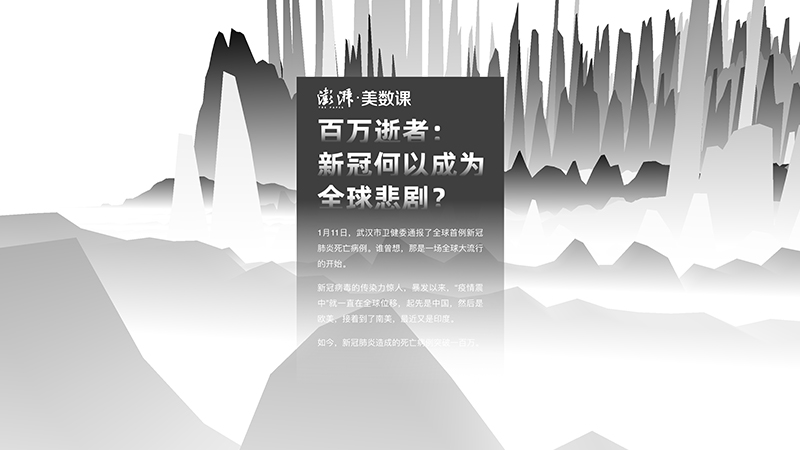 澎湃·美数课
THE PAPER
百万逝者：
新冠何以成为
全球悲剧？
1月11日，武汉市卫健委通报了全球首例新冠
肺炎死亡病例。谁曾想，那是一场全球大流行
的开始。
新冠病毒的传染力惊人。暴发以来，“疫情震
中”就一直在全球位移，起先是中国，然后是
欧美，接着到了南美，最近又是印度。
如今，新冠肺炎造成的死亡病例突破一百万。